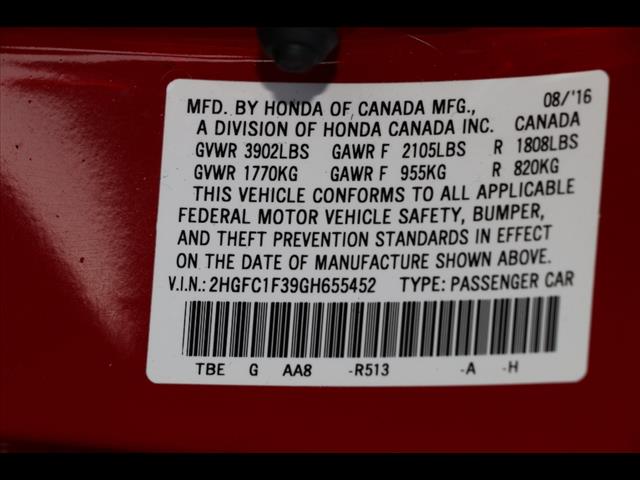 MFD. BY HONDA OF CANADA MFG., 08/'16
A DIVISION OF HONDA CANADA INC. CANADA
GVWR 3902LBS GAWR F 2105LBS R 1808LBS
GVWR 1770KG GAWR F 955KG R 820KG
THIS VEHICLE CONFORMS TO ALL APPLICABLE
FEDERAL MOTOR VEHICLE SAFETY, BUMPER,
AND THEFT PREVENTION STANDARDS IN EFFECT
ON THE DATE OF MANUFACTURE SHOWN ABOVE.
V.I.N.: 2HGFC1F39GH655452 TYPE: PASSENGER CAR
TBE G AA8 -R513 -A -H